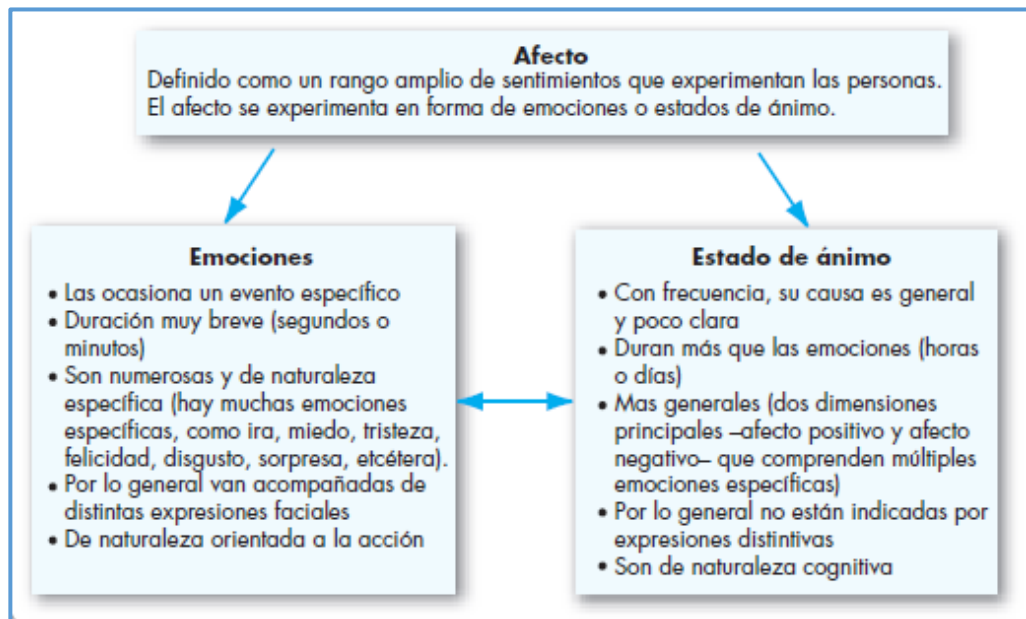 Afecto
Definido como un rango amplio de sentimientos que experimentan las personas.
El afecto se experimenta en forma de emociones o estados de ánimo.
Emociones
• Las ocasiona un evento específico
• Duración muy breve (segundos o
minutos)
• Son numerosas y de naturaleza
específica (hay muchas emociones
específicas, como ira, miedo, tristeza,
felicidad, disgusto, sorpresa, etcétera).
• Por lo general van acompañadas de
distintas expresiones faciales
• De naturaleza orientada a la acción
Estado de ánimo
• Con frecuencia, su causa es general
y poco clara
• Duran más que las emociones (horas
o días)
• Mas generales (dos dimensiones
principales –afecto positivo y afecto
negativo– que comprenden múltiples
emociones específicas)
• Por lo general no están indicadas por
expresiones distintivas
• Son de naturaleza cognitiva